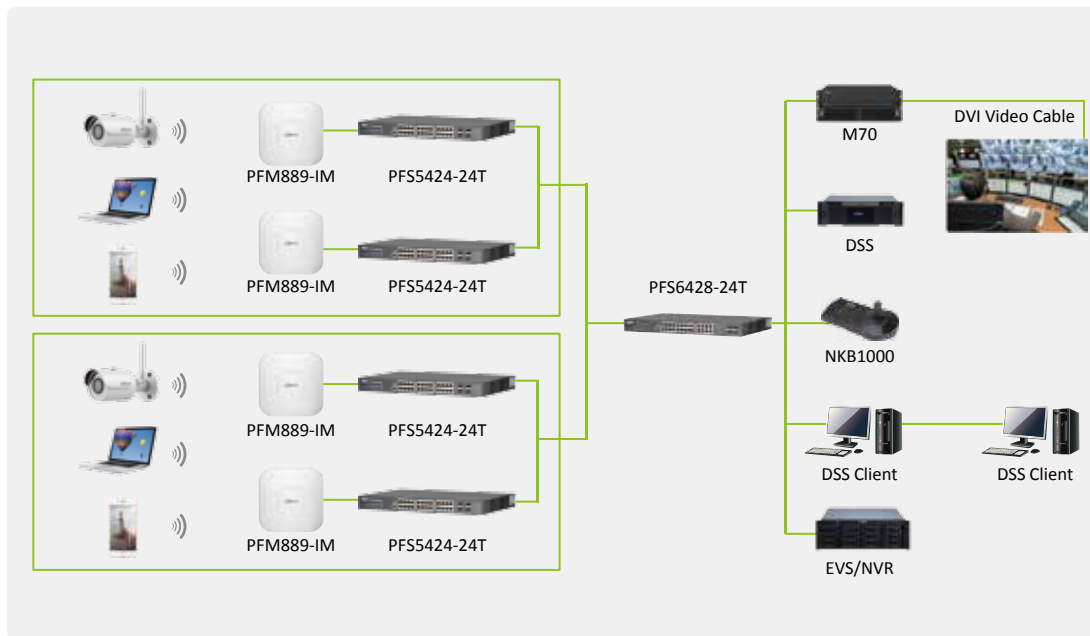 PFM889-IM
PFS5424-24T
PFM889-IM
PFS5424-24T
PFM889-IM
PFS5424-24T
PFM889-IM
PFS5424-24T
PFS6428-24T
M70
DVI Video Cable
DSS
NKB1000
DSS Client
DSS Client
EVS/NVR